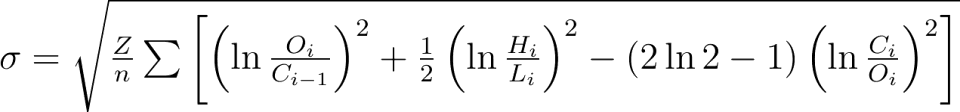 σ = √(Z/n ∑ [(ln O_i/C_{i−1})² + 1/2 (ln H_i/L_i)² − (2 ln 2 − 1) (ln C_i/O_i)²])